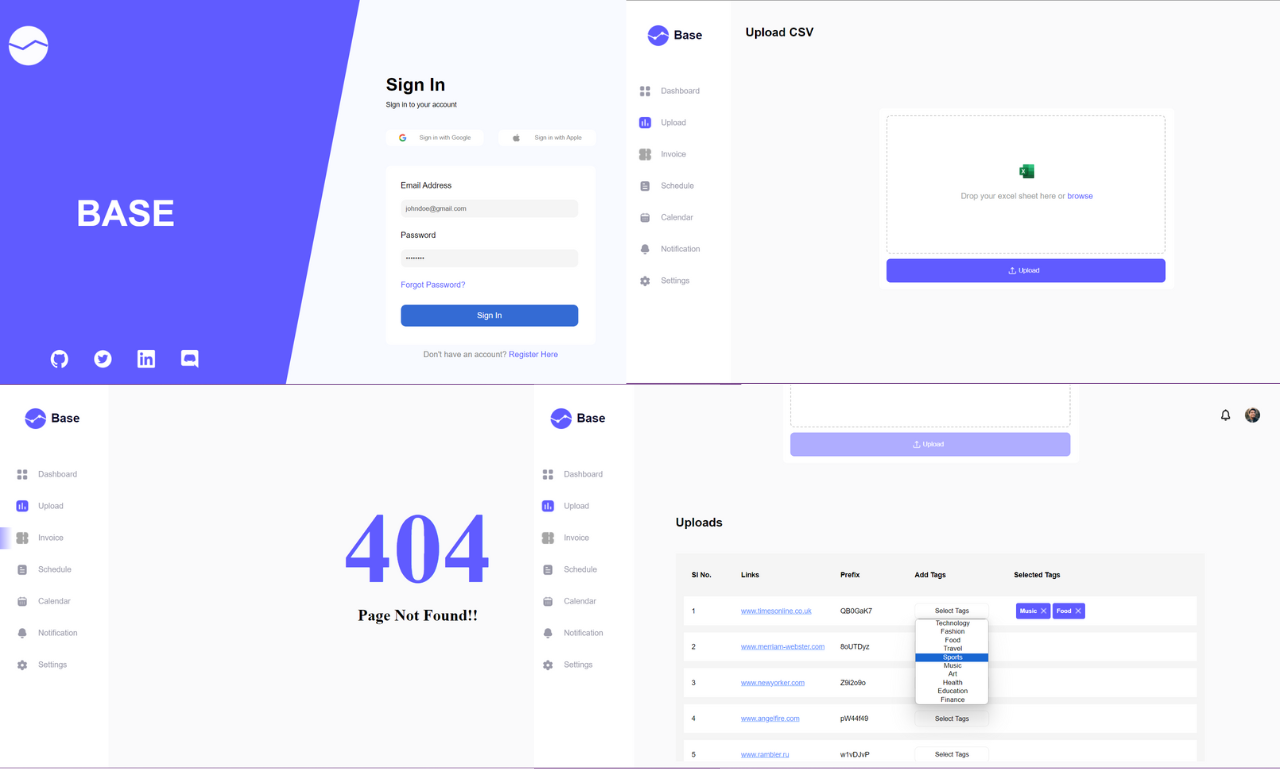 BASE
Sign In
Sign in to your account
Sign in with Google
Sign in with Apple
Email Address
johndoe@gmail.com
Password
••••••••
Forgot Password?
Sign In
Don't have an account? Register Here
Base
Upload CSV
Dashboard
Upload
Invoice
Schedule
Calendar
Notification
Settings
Drop your excel sheet here or browse
Upload
Base
Dashboard
Upload
Invoice
Schedule
Calendar
Notification
Settings
404
Page Not Found!!
Base
Dashboard
Upload
Invoice
Schedule
Calendar
Notification
Settings
Upload
Uploads
Sl No. Links Prefix Add Tags Selected Tags
1 www.timesonline.co.uk QB0GaK7 Select Tags Music Food
Technology
Fashion
Food
Travel
Sports
Music
Art
Health
Education
Finance
2 www.merriam-webster.com 8oUTDyz
3 www.newyorker.com Z9i2o9o
4 www.angelfire.com pW44f49 Select Tags
5 www.rambler.ru w1vDJvP Select Tags